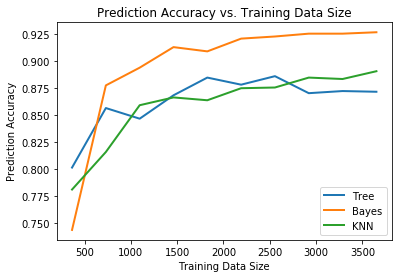 Prediction Accuracy vs. Training Data Size
Prediction Accuracy
0.925
0.900
0.875
0.850
0.825
0.800
0.775
0.750
Tree
Bayes
KNN
500
1000
1500
2000
2500
3000
3500
Training Data Size